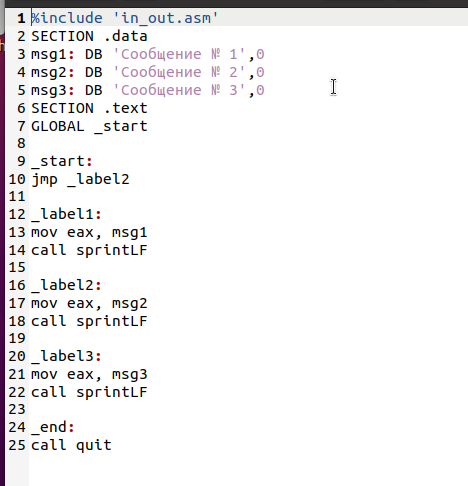 1 %include 'in_out.asm'
2 SECTION .data
3 msg1: DB 'Сообщение № 1',0
4 msg2: DB 'Сообщение № 2',0
5 msg3: DB 'Сообщение № 3',0
6 SECTION .text
7 GLOBAL _start
8
9 _start:
10 jmp _label2
11
12 _label1:
13 mov eax, msg1
14 call sprintLF
15
16 _label2:
17 mov eax, msg2
18 call sprintLF
19
20 _label3:
21 mov eax, msg3
22 call sprintLF
23
24 _end:
25 call quit